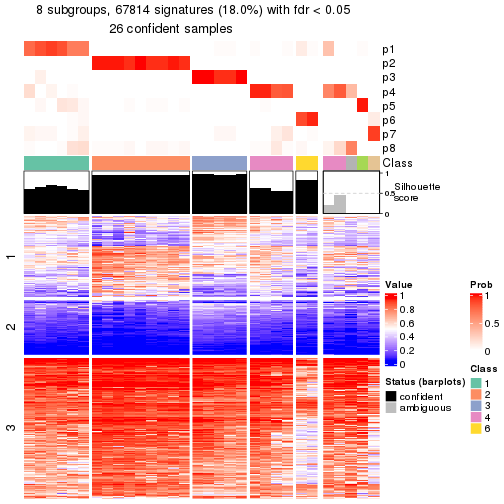 8 subgroups, 67814 signatures (18.0%) with fdr < 0.05
26 confident samples
p1
p2
p3
p4
p5
p6
p7
p8
Class
1
0.5
0
Silhouette
score
1
2
3
Value
1
0.8
0.6
0.4
0.2
0
Prob
1
0.5
0
Status (barplots)
confident
ambiguous
Class
1
2
3
4
6